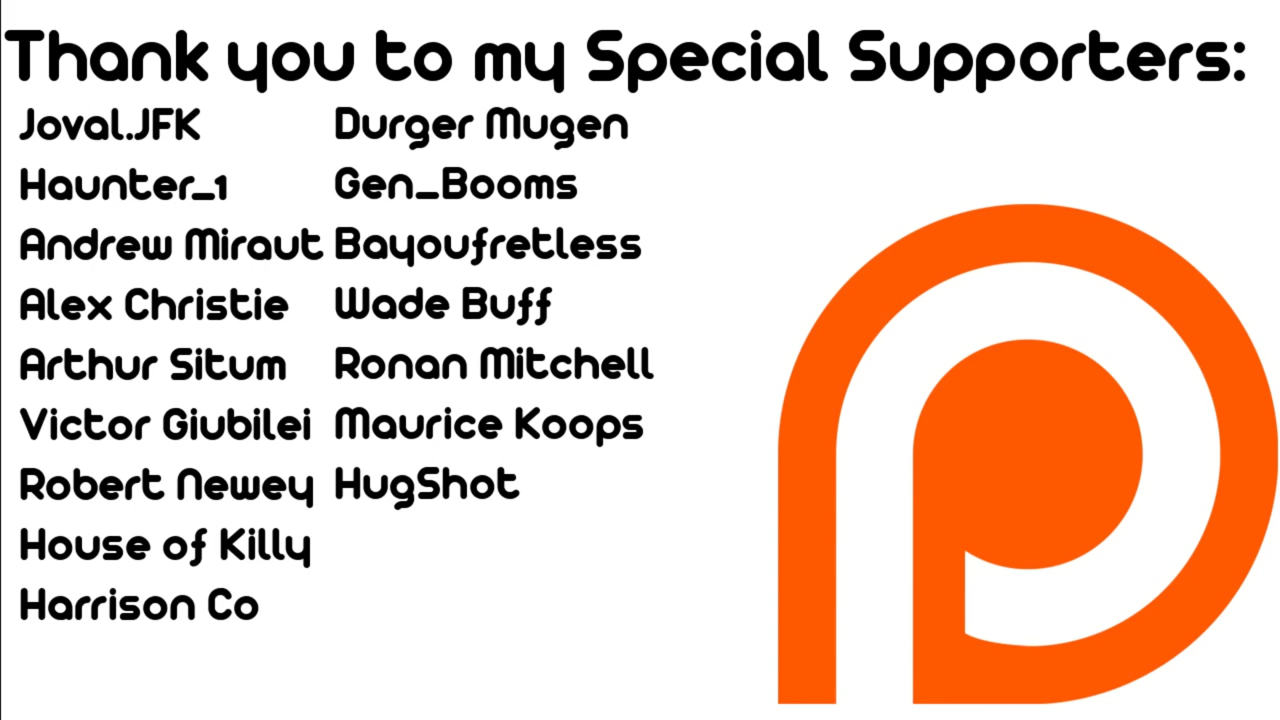 Thank you to my Special Supporters:
Joval.JFK
Haunter_1
Andrew Miraut
Alex Christie
Arthur Situm
Victor Giubilei
Robert Newey
House of Killy
Harrison Co
Durger Mugen
Gen_Booms
Bayoufretless
Wade Buff
Ronan Mitchell
Maurice Koops
HugShot